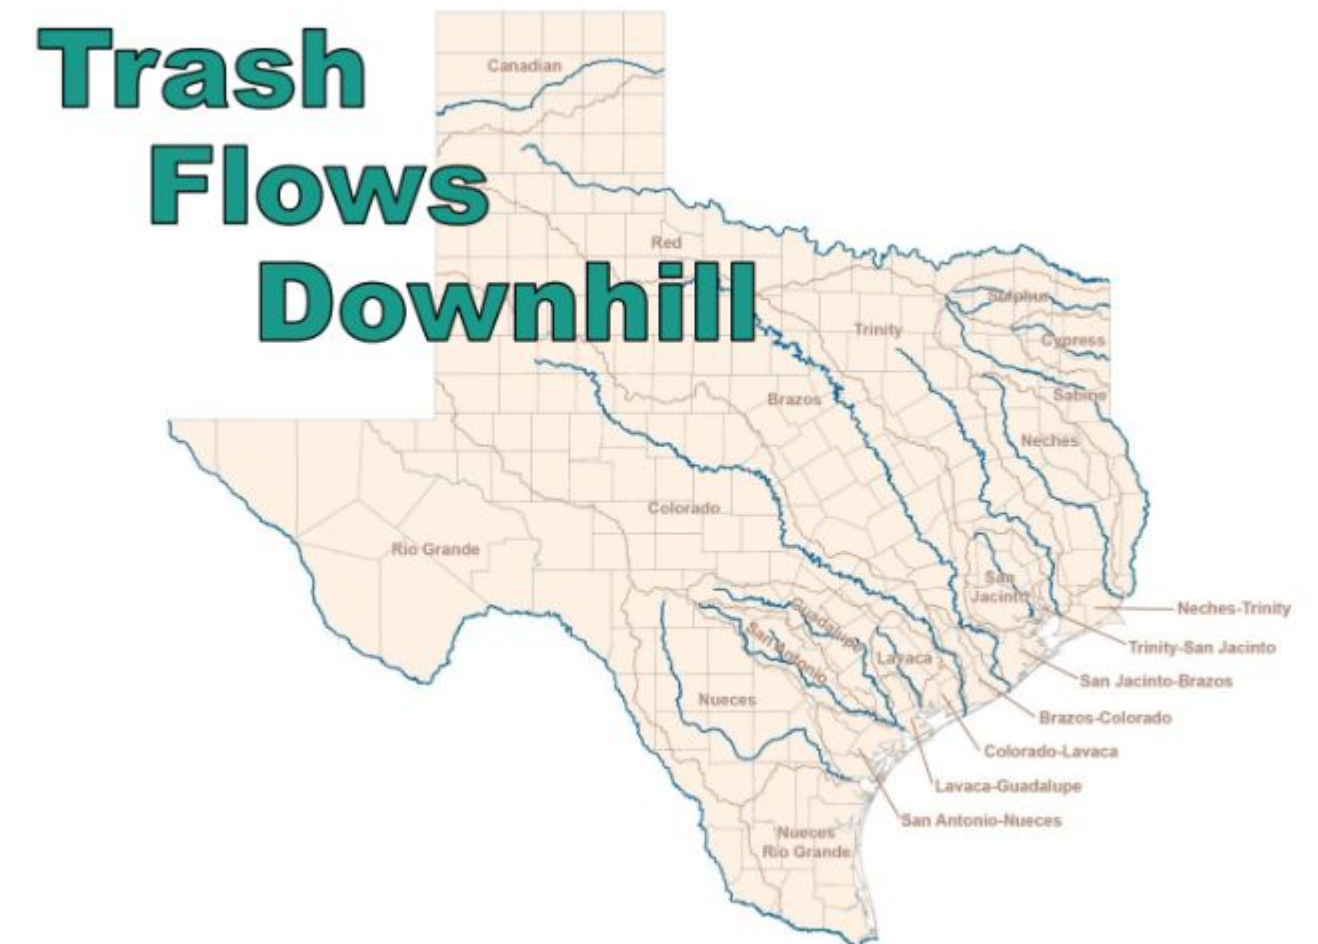 Trash
Flows
Downhill
Canadian
Red
Sulphur
Trinity
Cypress
Sabine
Brazos
Neches
Colorado
Rio Grande
San
Jacinto
Neches-Trinity
Guadalupe
San Antonio
Lavaca
Trinity-San Jacinto
San Jacinto-Brazos
Nueces
Brazos-Colorado
Colorado-Lavaca
Lavaca-Guadalupe
San Antonio-Nueces
Nueces
Rio Grande